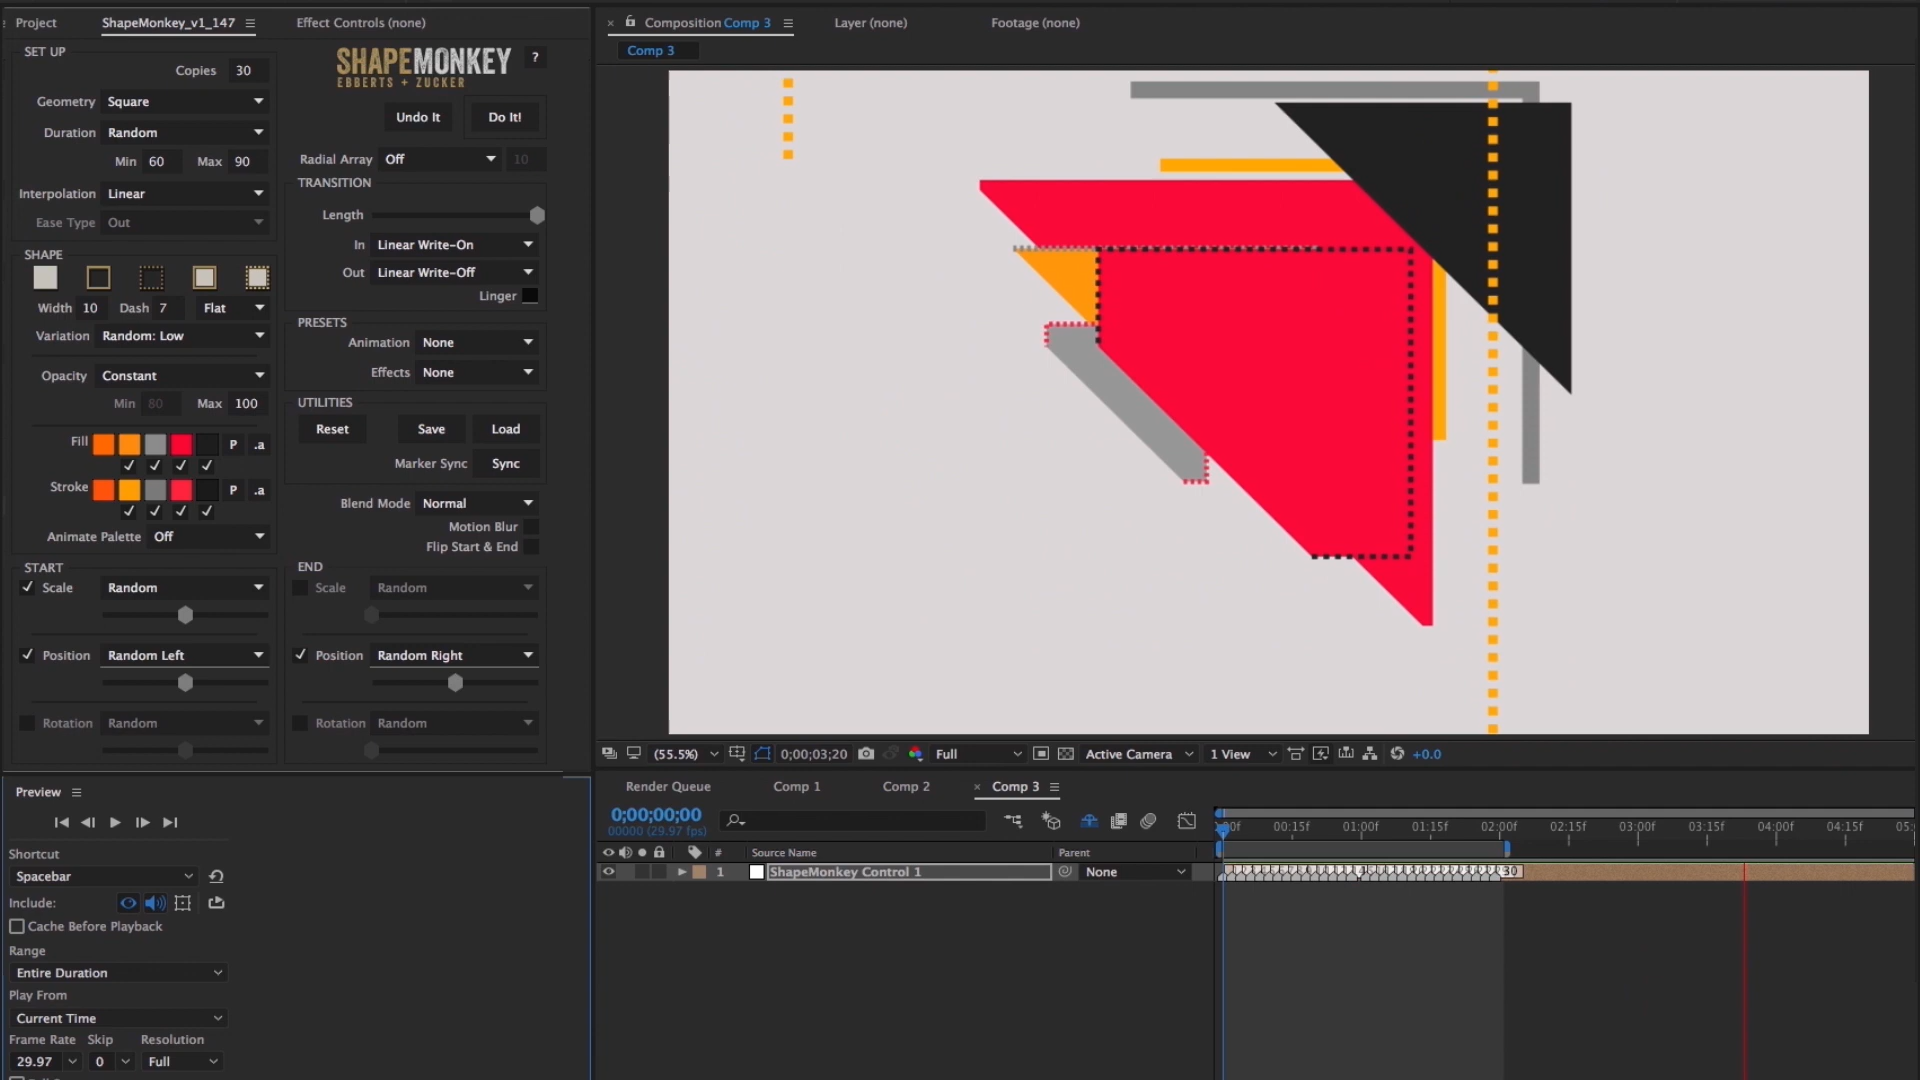 Project
ShapeMonkey_v1_147
Effect Controls (none)
SET UP
Copies 30
Geometry Square
Duration Random
Min 60 Max 90
Interpolation Linear
Ease Type Out
SHAPE
Width 10 Dash 7 Flat
Variation Random: Low
Opacity Constant
Min 80 Max 100
Fill P .a
Stroke P .a
Animate Palette Off
START
Scale Random
Position Random Left
Rotation Random
SHAPEMONKEY ?
EBBERTS + ZUCKER
Undo It Do It!
Radial Array Off 10
TRANSITION
Length
In Linear Write-On
Out Linear Write-Off
Linger
PRESETS
Animation None
Effects None
UTILITIES
Reset Save Load
Marker Sync Sync
Blend Mode Normal
Motion Blur
Flip Start & End
END
Scale Random
Position Random Right
Rotation Random
× Composition Comp 3
Layer (none)
Footage (none)
Comp 3
(55.5%) 0;00;03;20 Full Active Camera 1 View +0.0
Preview
Shortcut
Spacebar
Include:
Cache Before Playback
Range
Entire Duration
Play From
Current Time
Frame Rate Skip Resolution
29.97 0 Full
Render Queue Comp 1 Comp 2 × Comp 3
0;00;00;00
00000 (29.97 fps)
00:15f 01:00f 01:15f 02:00f 02:15f 03:00f 03:15f 04:00f 04:15f
# Source Name Parent
1 ShapeMonkey Control 1 None
30